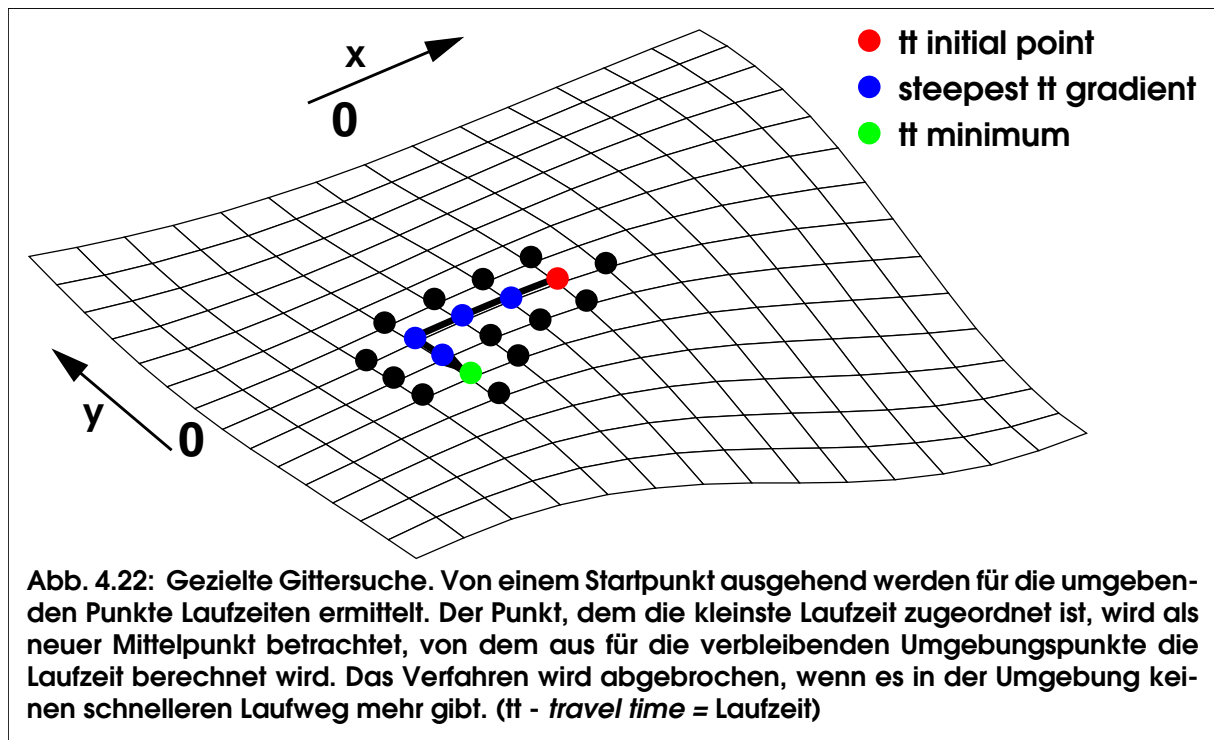 x
0
tt initial point
steepest tt gradient
tt minimum
y
0
Abb. 4.22: Gezielte Gittersuche. Von einem Startpunkt ausgehend werden für die umgeben-
den Punkte Laufzeiten ermittelt. Der Punkt, dem die kleinste Laufzeit zugeordnet ist, wird als
neuer Mittelpunkt betrachtet, von dem aus für die verbleibenden Umgebungspunkte die
Laufzeit berechnet wird. Das Verfahren wird abgebrochen, wenn es in der Umgebung kei-
nen schnelleren Laufweg mehr gibt. (tt - travel time = Laufzeit)